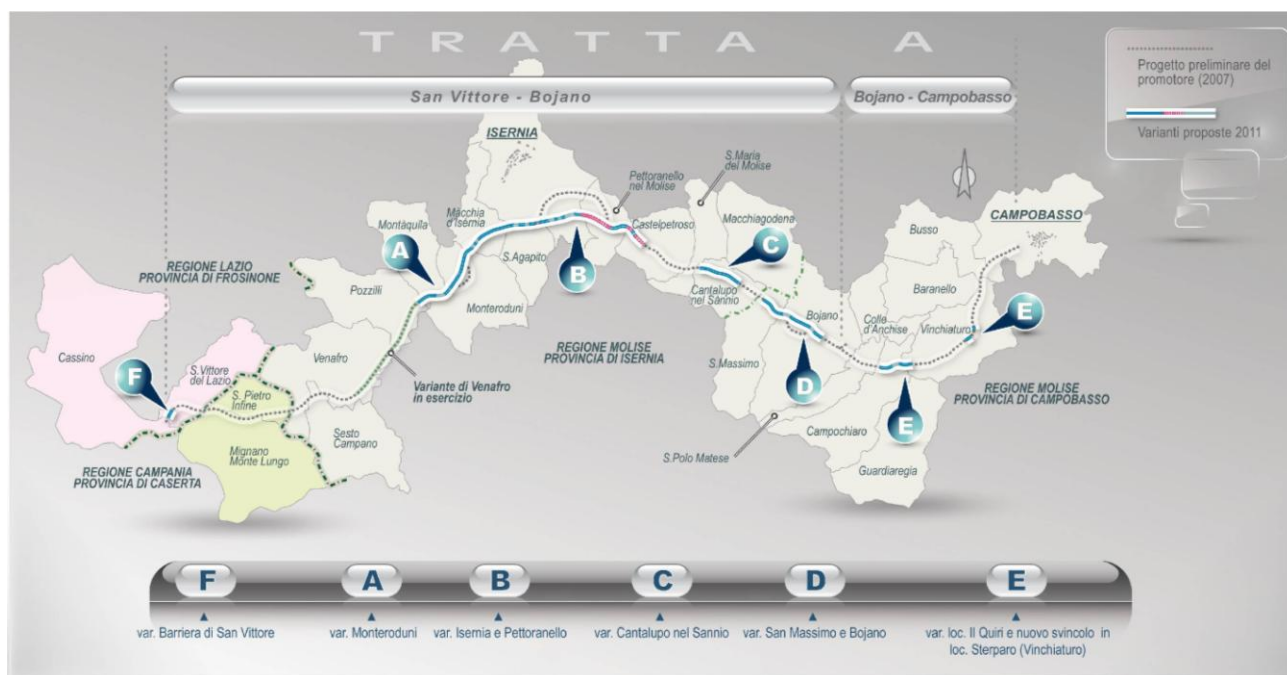 TRATTA A
San Vittore - Bojano
Bojano - Campobasso
Progetto preliminare del
promotore (2007)
Varianti proposte 2011
ISERNIA
S.Maria
del Molise
Pettoranello
nel Molise
Macchia
d'Isérnia
Montàquila
Castelpetroso
Macchiagodena
CAMPOBASSO
Busso
A
C
B
S.Agapito
REGIONE LAZIO
PROVINCIA DI FROSINONE
Pozzilli
Monteroduni
Cantalupo
nel Sànnio
Baranello
Bojano
Colle
d'Anchise
Vinchiaturo
E
Cassino
S.Vittore
del Lazio
Venafro
REGIONE MOLISE
PROVINCIA DI ISERNIA
S.Massimo
F
S. Pietro
Infine
Variante di Venafro
in esercizio
D
REGIONE MOLISE
PROVINCIA DI CAMPOBASSO
E
Sesto
Campano
Campochiaro
Mignano
Monte Lungo
S.Polo Matese
REGIONE CAMPANIA
PROVINCIA DI CASERTA
Guardiaregia
F
A
B
C
D
E
var. Barriera di San Vittore
var. Monteroduni
var. Isernia e Pettoranello
var. Cantalupo nel Sannio
var. San Massimo e Bojano
var. loc. Il Quiri e nuovo svincolo in
loc. Sterparo (Vinchiaturo)